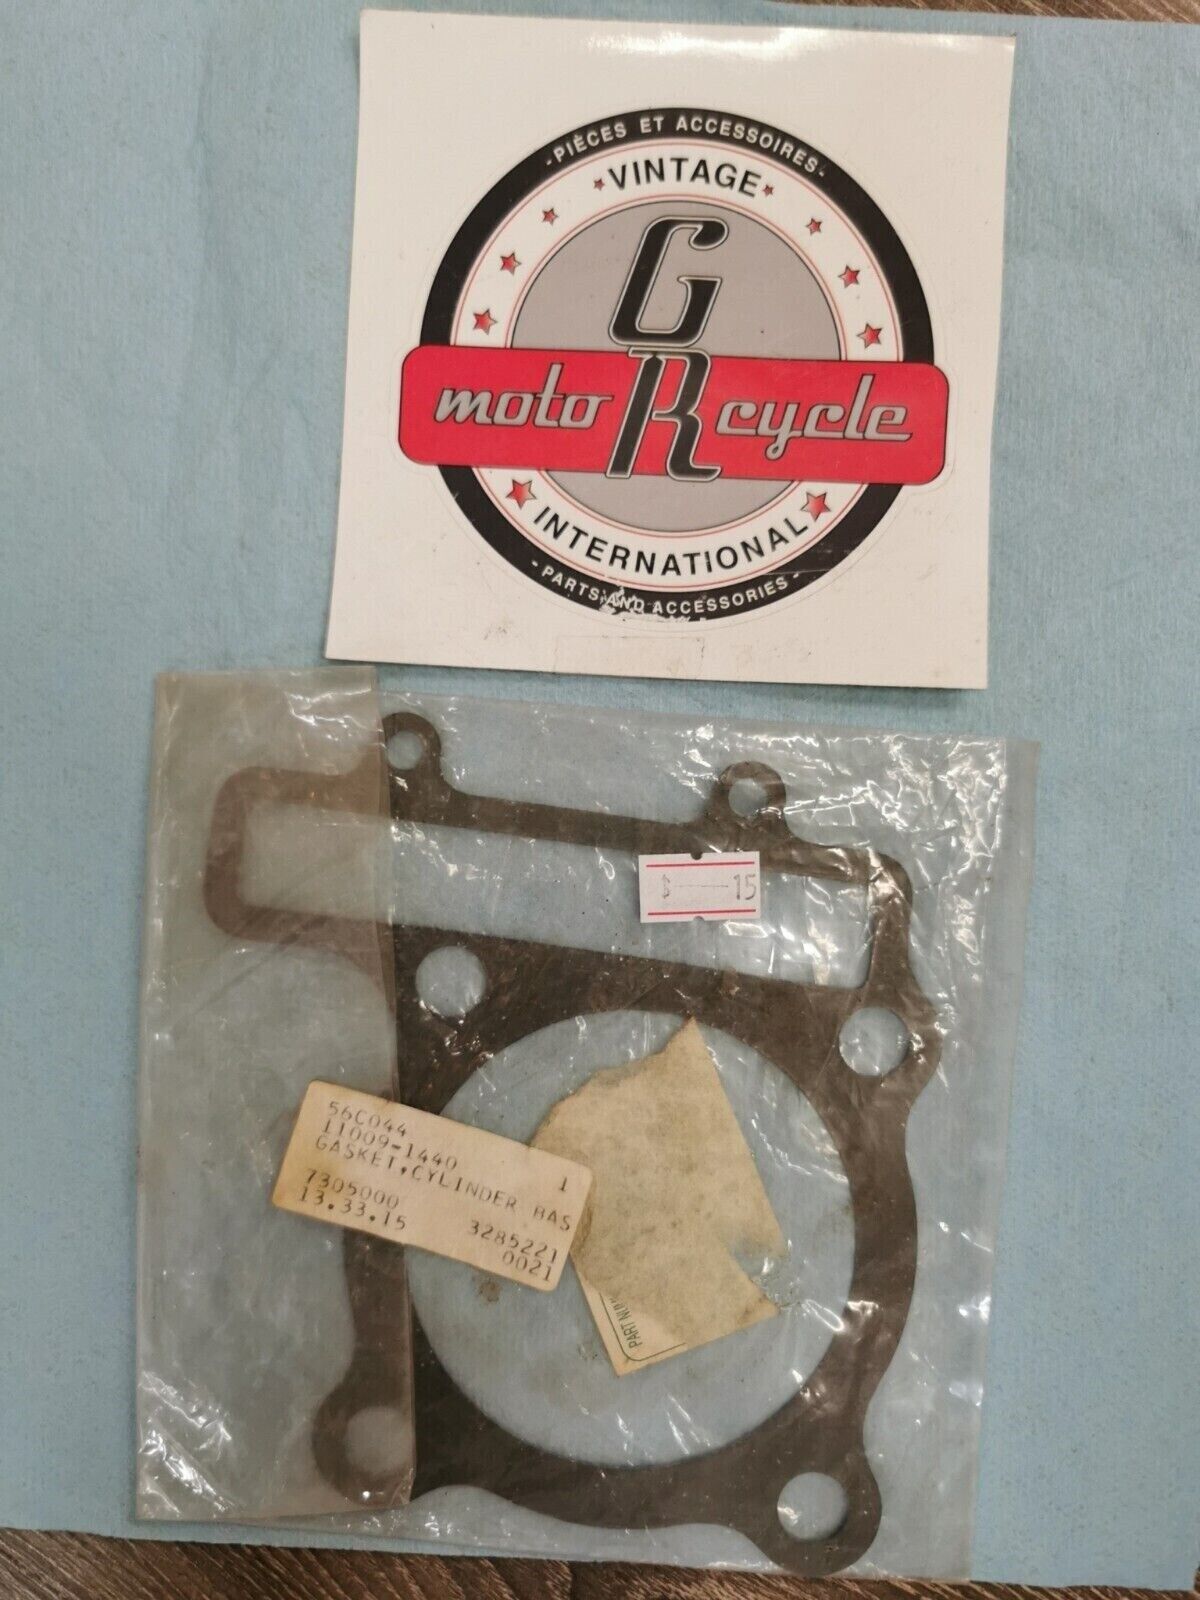 -PIÈCES ET ACCESSOIRES-
VINTAGE
G
moto R cycle
INTERNATIONAL
-PARTS AND ACCESSORIES-
$ 15
56C044
11009-1440 1
GASKET,CYLINDER BAS
7305000 3285221
13.33.15 0021